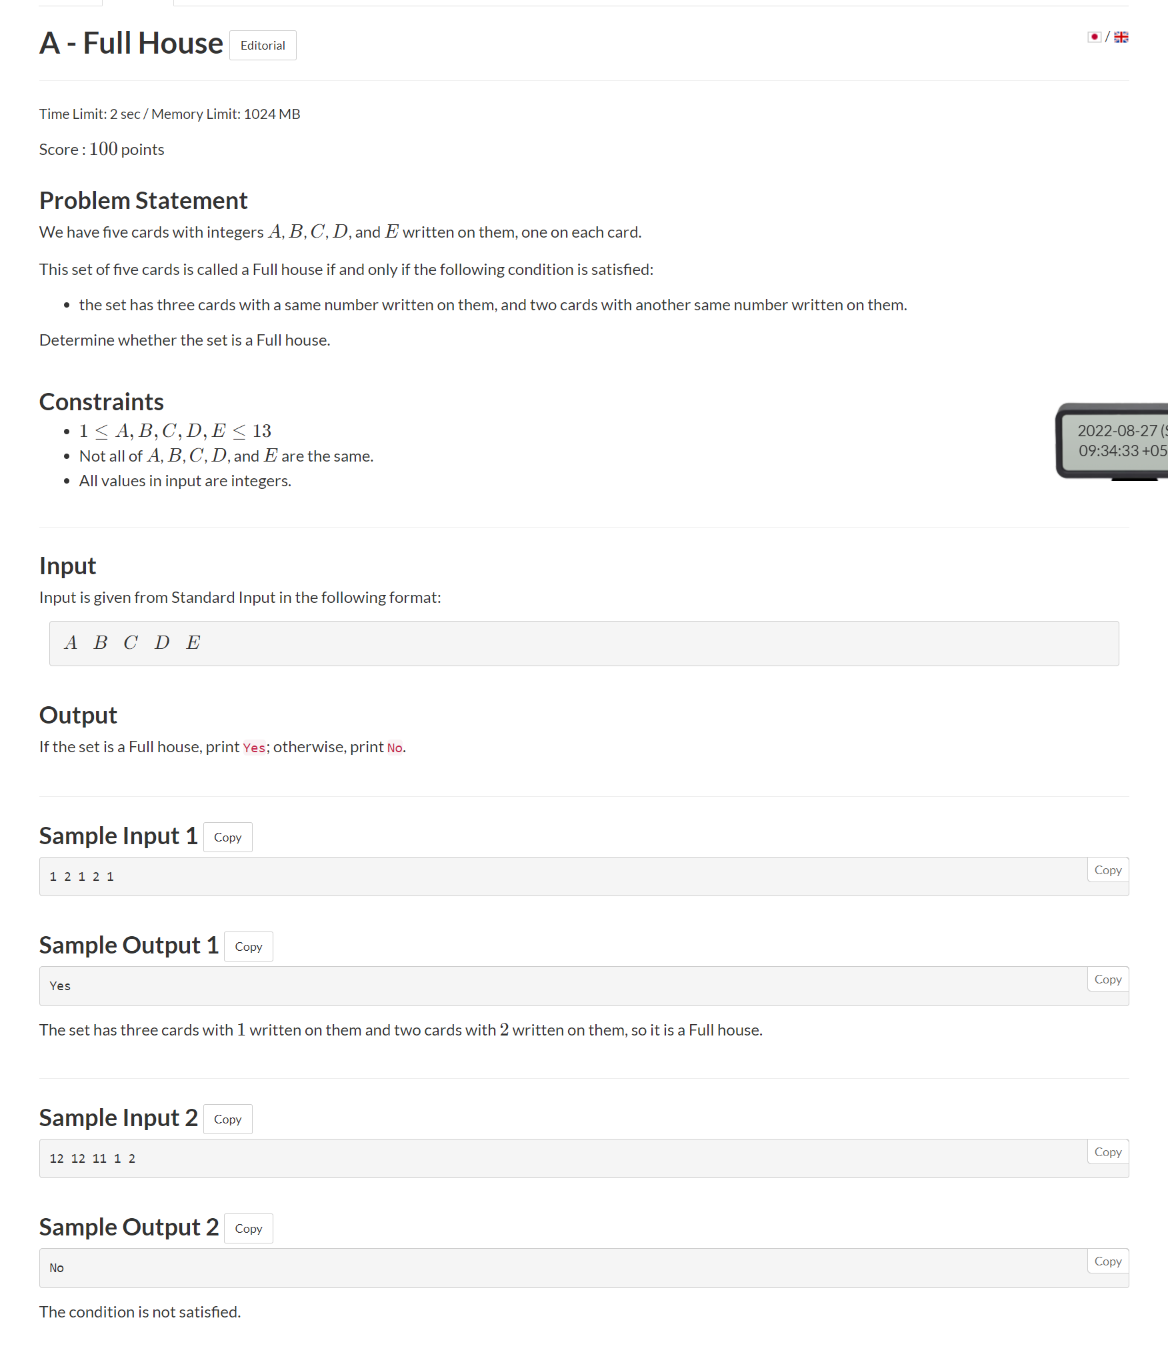 A - Full House Editorial
/
Time Limit: 2 sec / Memory Limit: 1024 MB
Score : 100 points
Problem Statement
We have five cards with integers A, B, C, D, and E written on them, one on each card.
This set of five cards is called a Full house if and only if the following condition is satisfied:
• the set has three cards with a same number written on them, and two cards with another same number written on them.
Determine whether the set is a Full house.
Constraints
• 1 ≤ A, B, C, D, E ≤ 13
• Not all of A, B, C, D, and E are the same.
• All values in input are integers.
2022-08-27 (
09:34:33 +05
Input
Input is given from Standard Input in the following format:
A B C D E
Output
If the set is a Full house, print Yes; otherwise, print No.
Sample Input 1 Copy
1 2 1 2 1 Copy
Sample Output 1 Copy
Yes Copy
The set has three cards with 1 written on them and two cards with 2 written on them, so it is a Full house.
Sample Input 2 Copy
12 12 11 1 2 Copy
Sample Output 2 Copy
No Copy
The condition is not satisfied.